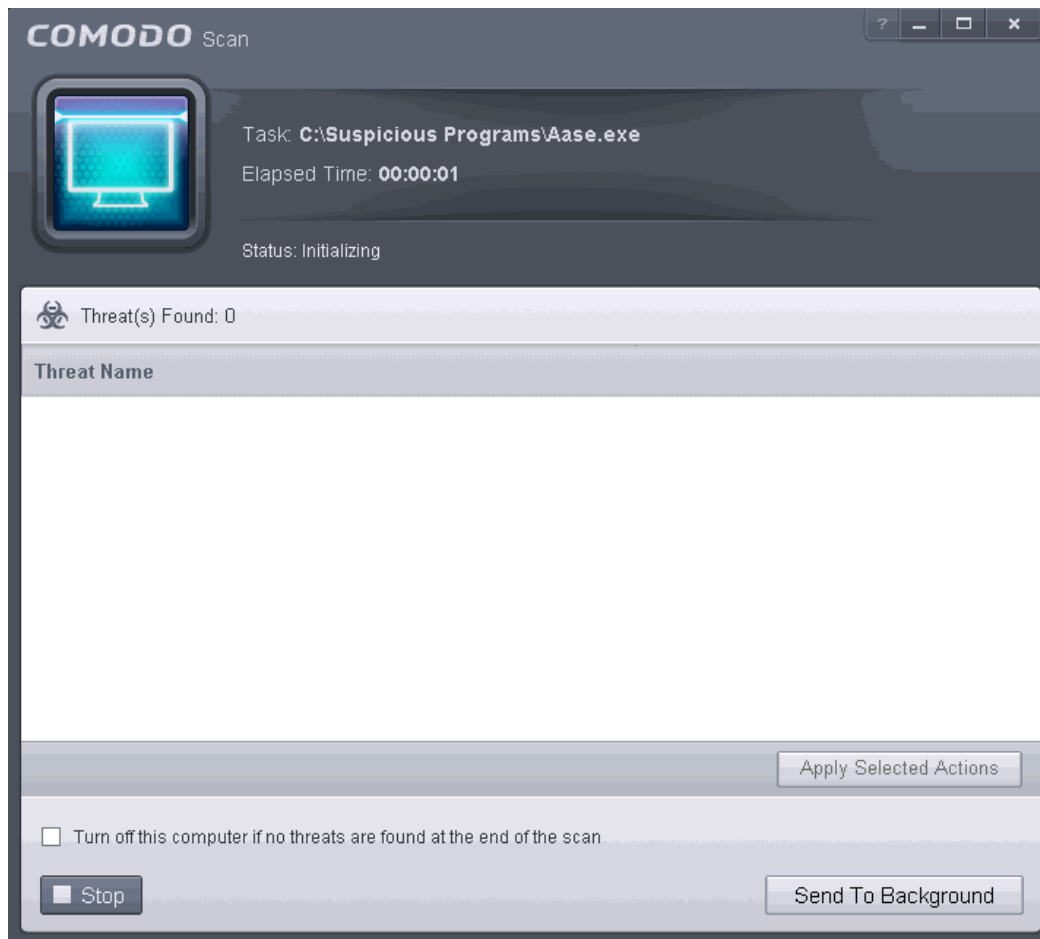 COMODO Scan
?
Task: C:\Suspicious Programs\Aase.exe
Elapsed Time: 00:00:01
Status: Initializing
Threat(s) Found: 0
Threat Name
Apply Selected Actions
Turn off this computer if no threats are found at the end of the scan
Stop
Send To Background